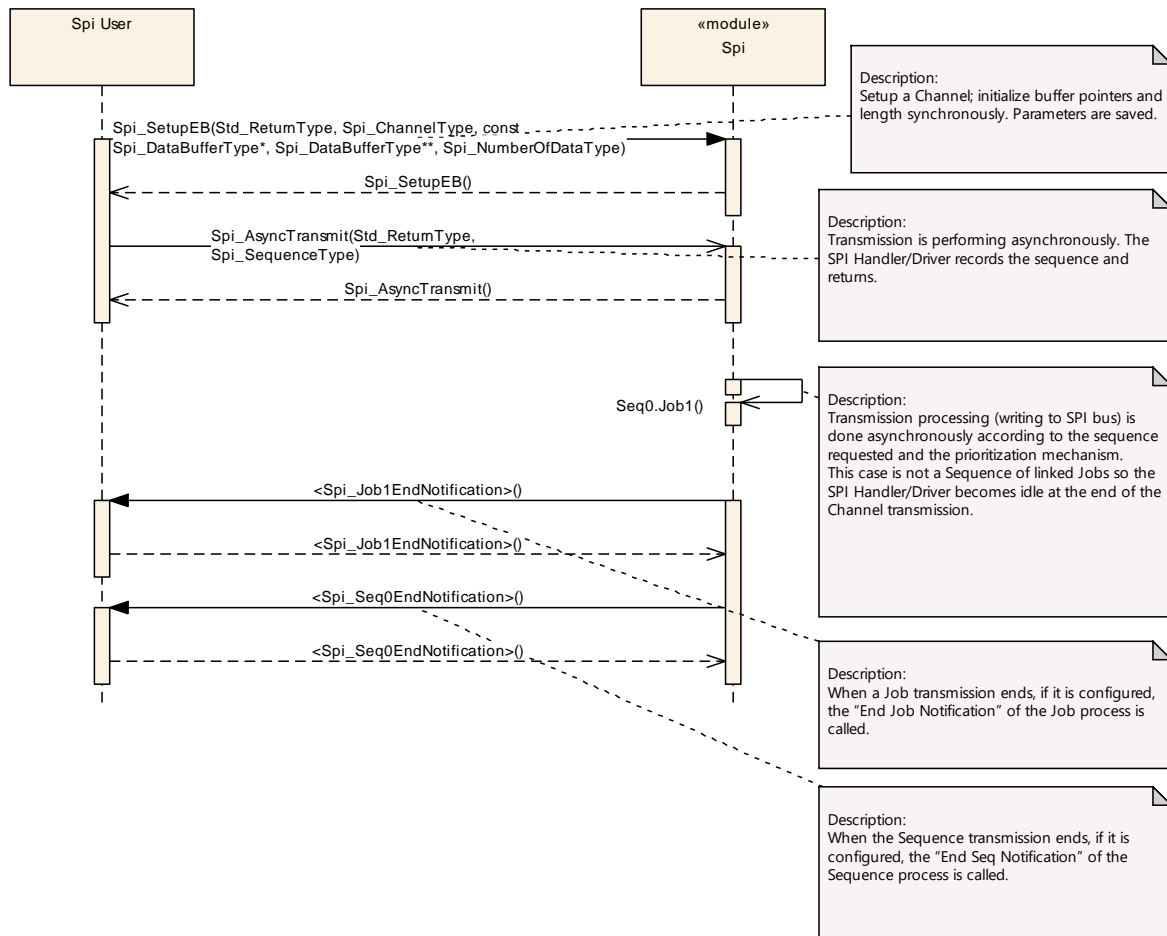 Spi User
«module»
Spi
Description:
Setup a Channel; initialize buffer pointers and
length synchronously. Parameters are saved.
Spi_SetupEB(Std_ReturnType, Spi_ChannelType, const
Spi_DataBufferType*, Spi_DataBufferType**, Spi_NumberOfDataType)
Spi_SetupEB()
Description:
Transmission is performing asynchronously. The
SPI Handler/Driver records the sequence and
returns.
Spi_AsyncTransmit(Std_ReturnType,
Spi_SequenceType)
Spi_AsyncTransmit()
Seq0.Job1()
Description:
Transmission processing (writing to SPI bus) is
done asynchronously according to the sequence
requested and the prioritization mechanism.
This case is not a Sequence of linked Jobs so the
SPI Handler/Driver becomes idle at the end of the
Channel transmission.
<Spi_Job1EndNotification>()
<Spi_Job1EndNotification>()
<Spi_Seq0EndNotification>()
<Spi_Seq0EndNotification>()
Description:
When a Job transmission ends, if it is configured,
the "End Job Notification" of the Job process is
called.
Description:
When the Sequence transmission ends, if it is
configured, the "End Seq Notification" of the
Sequence process is called.